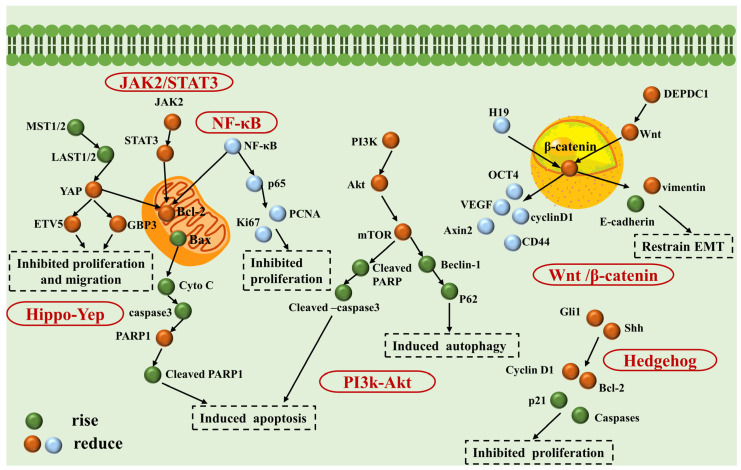 JAK2/STAT3
JAK2
STAT3
NF-κB
NF-κB
p65
PCNA
Ki67
Inhibited
proliferation
MST1/2
LAST1/2
YAP
ETV5
GBP3
Inhibited proliferation
and migration
Hippo-Yep
Bcl-2
Bax
Cyto C
caspase3
PARP1
Cleaved PARP1
Induced apoptosis
PI3K
Akt
mTOR
Cleaved
PARP
Cleaved –caspase3
Beclin-1
P62
Induced autophagy
PI3k-Akt
H19
DEPDC1
Wnt
β-catenin
OCT4
VEGF
cyclinD1
Axin2
CD44
vimentin
E-cadherin
Restrain EMT
Wnt /β-catenin
Gli1
Shh
Hedgehog
Cyclin D1
Bcl-2
p21
Caspases
Inhibited proliferation
rise
reduce